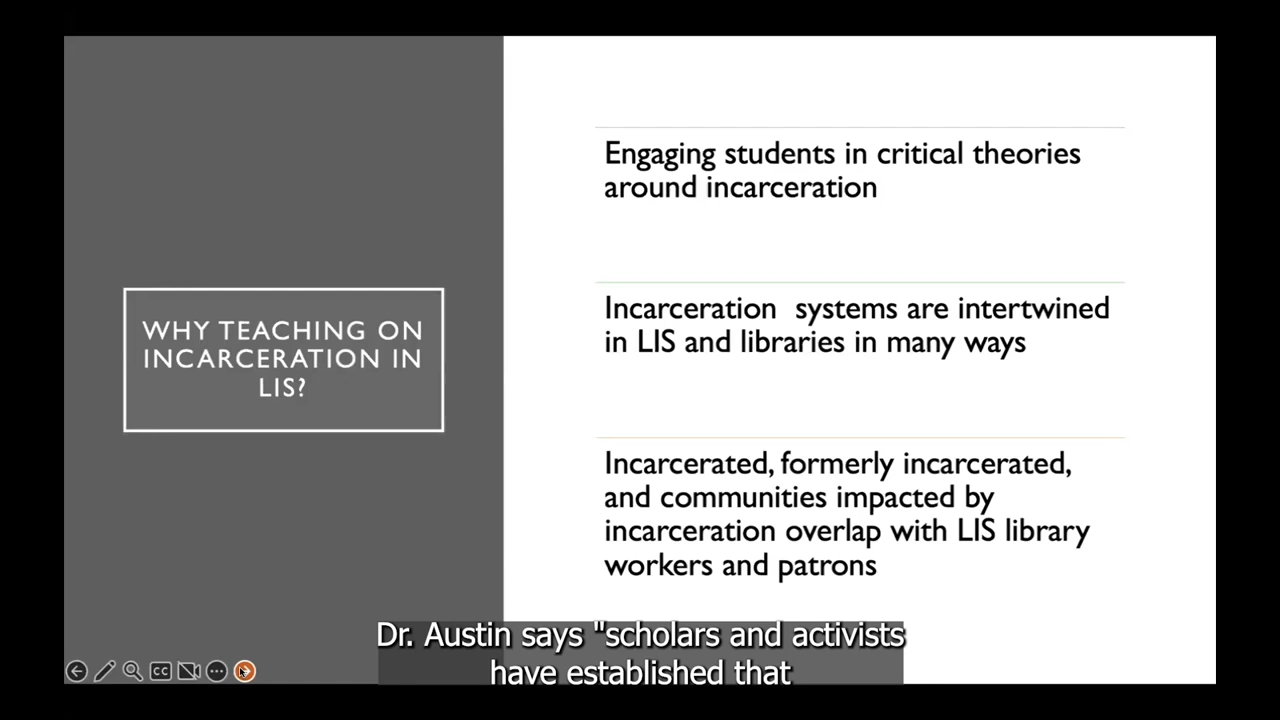 WHY TEACHING ON
INCARCERATION IN
LIS?
Engaging students in critical theories
around incarceration
Incarceration  systems are intertwined
in LIS and libraries in many ways
Incarcerated, formerly incarcerated,
and communities impacted by
incarceration overlap with LIS library
workers and patrons
Dr. Austin says "scholars and activists
have established that
CC